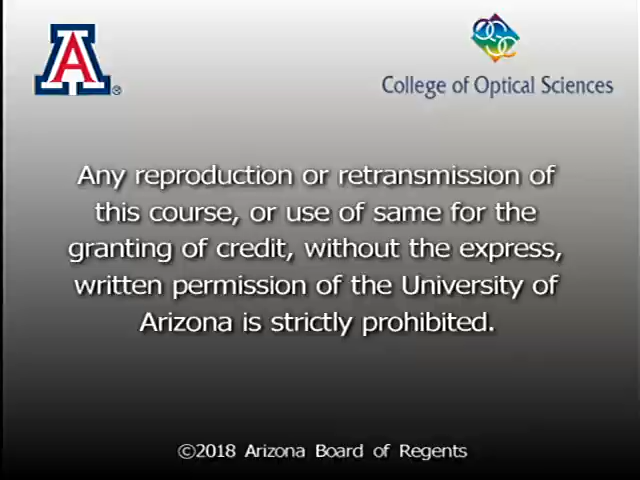 A®
College of Optical Sciences
Any reproduction or retransmission of
this course, or use of same for the
granting of credit, without the express,
written permission of the University of
Arizona is strictly prohibited.
©2018 Arizona Board of Regents